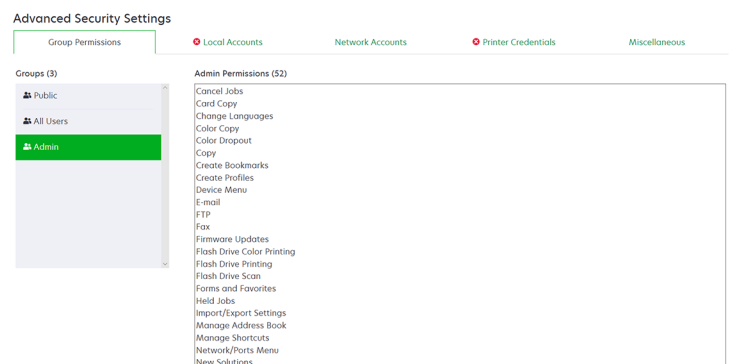 Advanced Security Settings
Group Permissions
Local Accounts
Network Accounts
Printer Credentials
Miscellaneous
Groups (3)
Public
All Users
Admin
Admin Permissions (52)
Cancel Jobs
Card Copy
Change Languages
Color Copy
Color Dropout
Copy
Create Bookmarks
Create Profiles
Device Menu
E-mail
FTP
Fax
Firmware Updates
Flash Drive Color Printing
Flash Drive Printing
Flash Drive Scan
Forms and Favorites
Held Jobs
Import/Export Settings
Manage Address Book
Manage Shortcuts
Network/Ports Menu
New Solutions